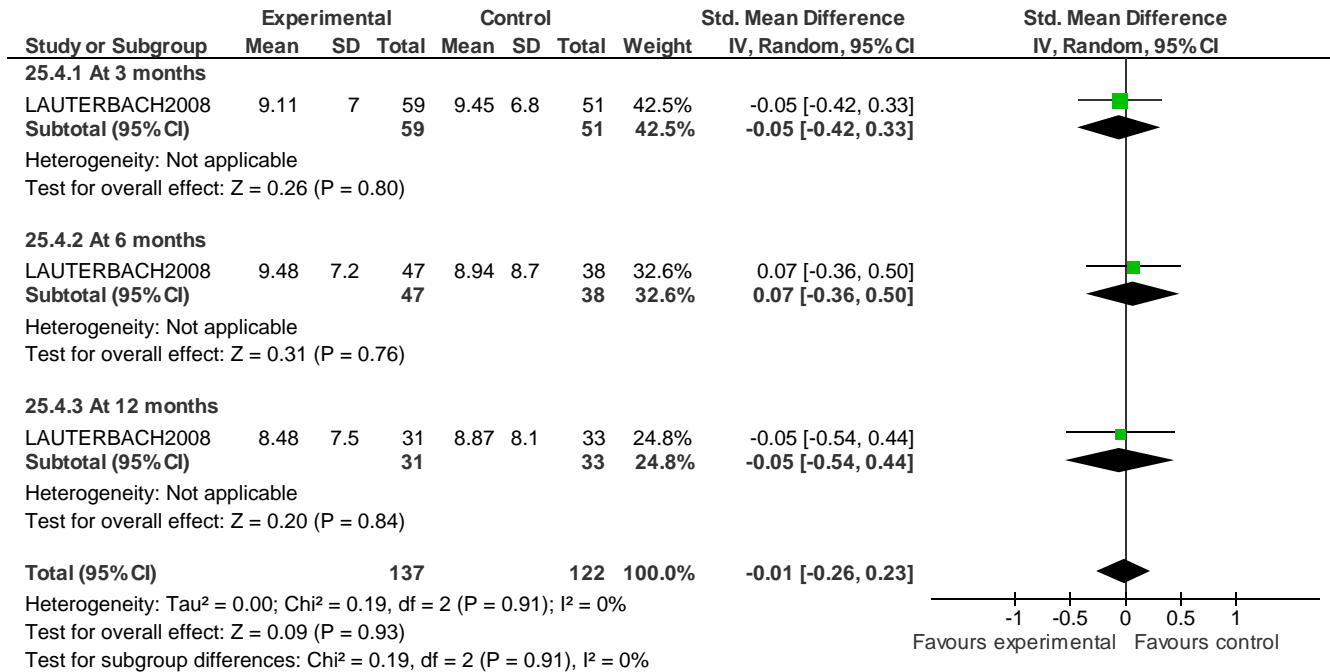 Experimental Control Std. Mean Difference Std. Mean Difference
Study or Subgroup Mean SD Total Mean SD Total Weight IV, Random, 95% CI IV, Random, 95% CI
25.4.1 At 3 months
LAUTERBACH2008 9.11 7 59 9.45 6.8 51 42.5% -0.05 [-0.42, 0.33]
Subtotal (95% CI) 59 51 42.5% -0.05 [-0.42, 0.33]
Heterogeneity: Not applicable
Test for overall effect: Z = 0.26 (P = 0.80)
25.4.2 At 6 months
LAUTERBACH2008 9.48 7.2 47 8.94 8.7 38 32.6% 0.07 [-0.36, 0.50]
Subtotal (95% CI) 47 38 32.6% 0.07 [-0.36, 0.50]
Heterogeneity: Not applicable
Test for overall effect: Z = 0.31 (P = 0.76)
25.4.3 At 12 months
LAUTERBACH2008 8.48 7.5 31 8.87 8.1 33 24.8% -0.05 [-0.54, 0.44]
Subtotal (95% CI) 31 33 24.8% -0.05 [-0.54, 0.44]
Heterogeneity: Not applicable
Test for overall effect: Z = 0.20 (P = 0.84)
Total (95% CI) 137 122 100.0% -0.01 [-0.26, 0.23]
Heterogeneity: Tau² = 0.00; Chi² = 0.19, df = 2 (P = 0.91); I² = 0%
Test for overall effect: Z = 0.09 (P = 0.93)
Test for subgroup differences: Chi² = 0.19, df = 2 (P = 0.91), I² = 0%
-1 -0.5 0 0.5 1
Favours experimental Favours control